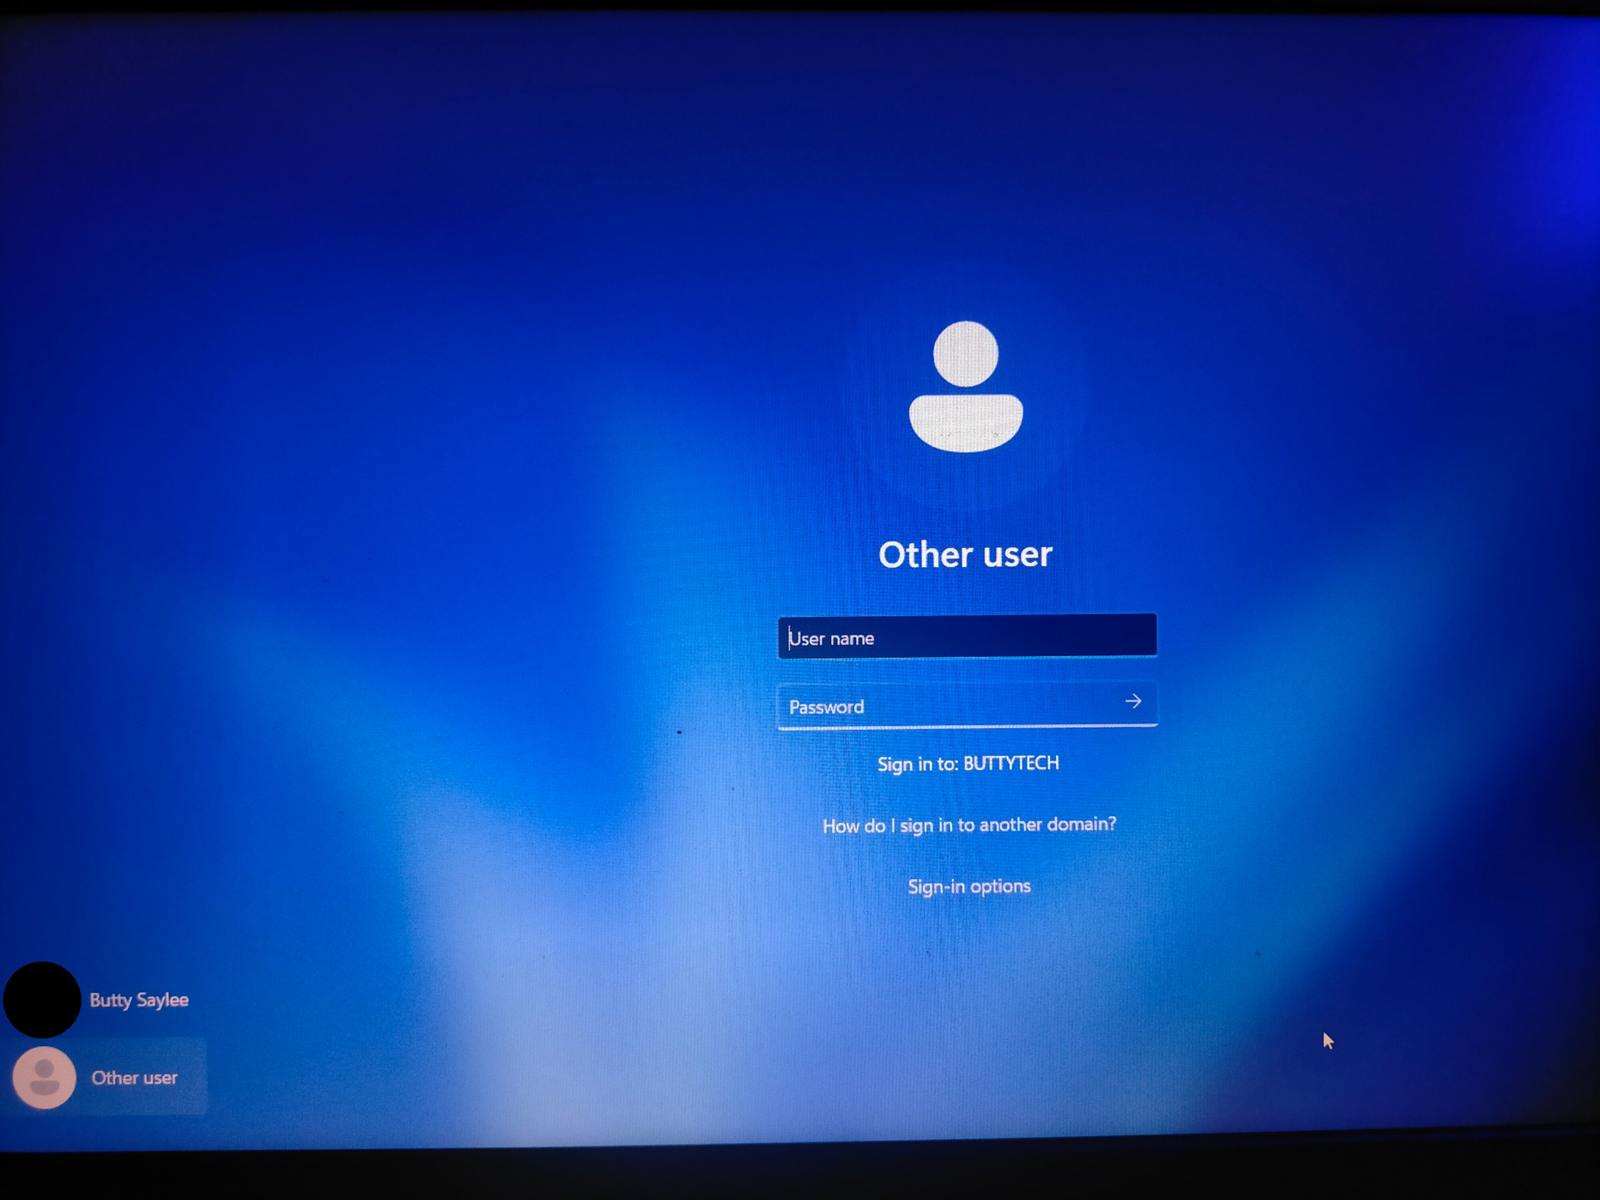 Other user
User name
Password
Sign in to: BUTTYTECH
How do I sign in to another domain?
Sign-in options
Butty Saylee
Other user